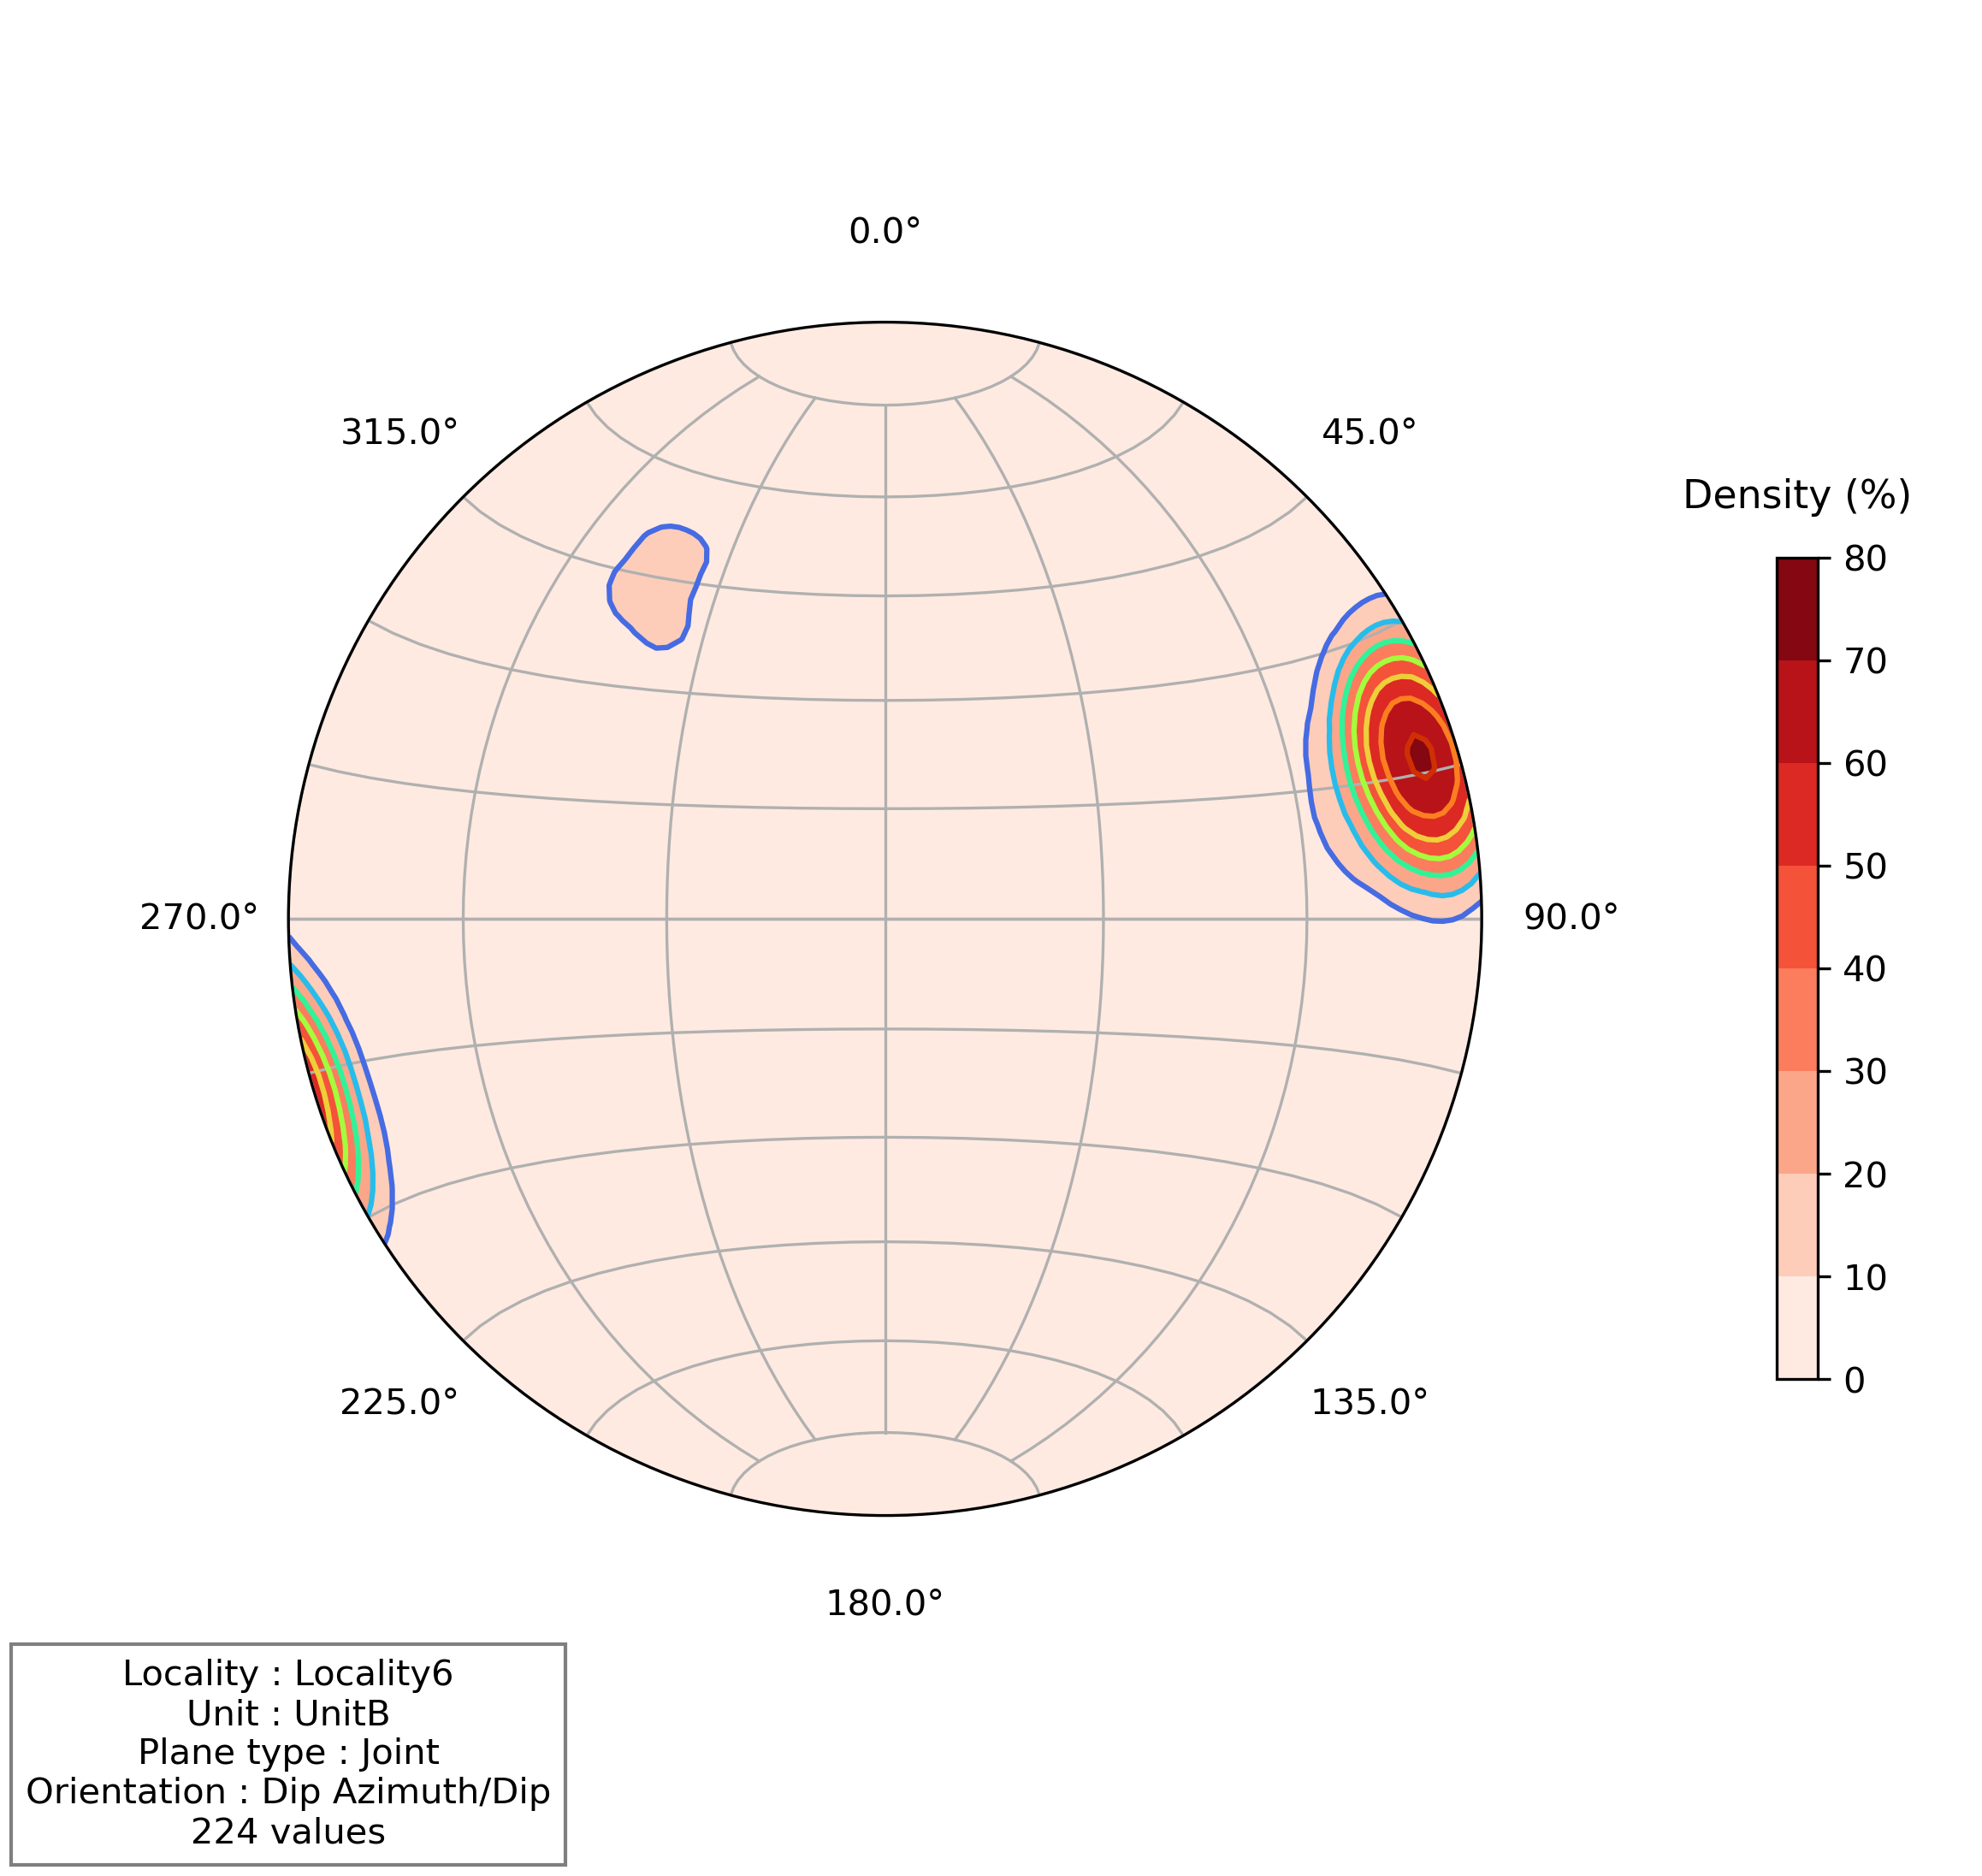 0.0°
315.0°
45.0°
Density (%)
80
70
60
50
40
30
20
10
0
270.0°
90.0°
225.0°
135.0°
180.0°
Locality : Locality6
Unit : UnitB
Plane type : Joint
Orientation : Dip Azimuth/Dip
224 values